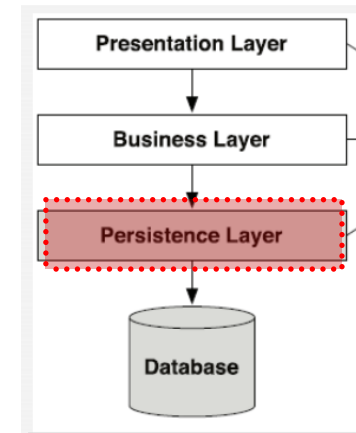 Presentation Layer
Business Layer
Persistence Layer
Database